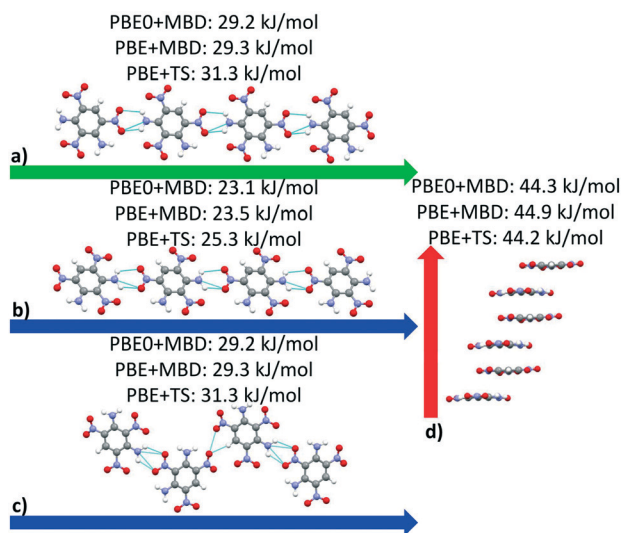 PBE0+MBD: 29.2 kJ/mol
PBE+MBD: 29.3 kJ/mol
PBE+TS: 31.3 kJ/mol
a)
PBE0+MBD: 23.1 kJ/mol
PBE+MBD: 23.5 kJ/mol
PBE+TS: 25.3 kJ/mol
b)
PBE0+MBD: 29.2 kJ/mol
PBE+MBD: 29.3 kJ/mol
PBE+TS: 31.3 kJ/mol
c)
PBE0+MBD: 44.3 kJ/mol
PBE+MBD: 44.9 kJ/mol
PBE+TS: 44.2 kJ/mol
d)